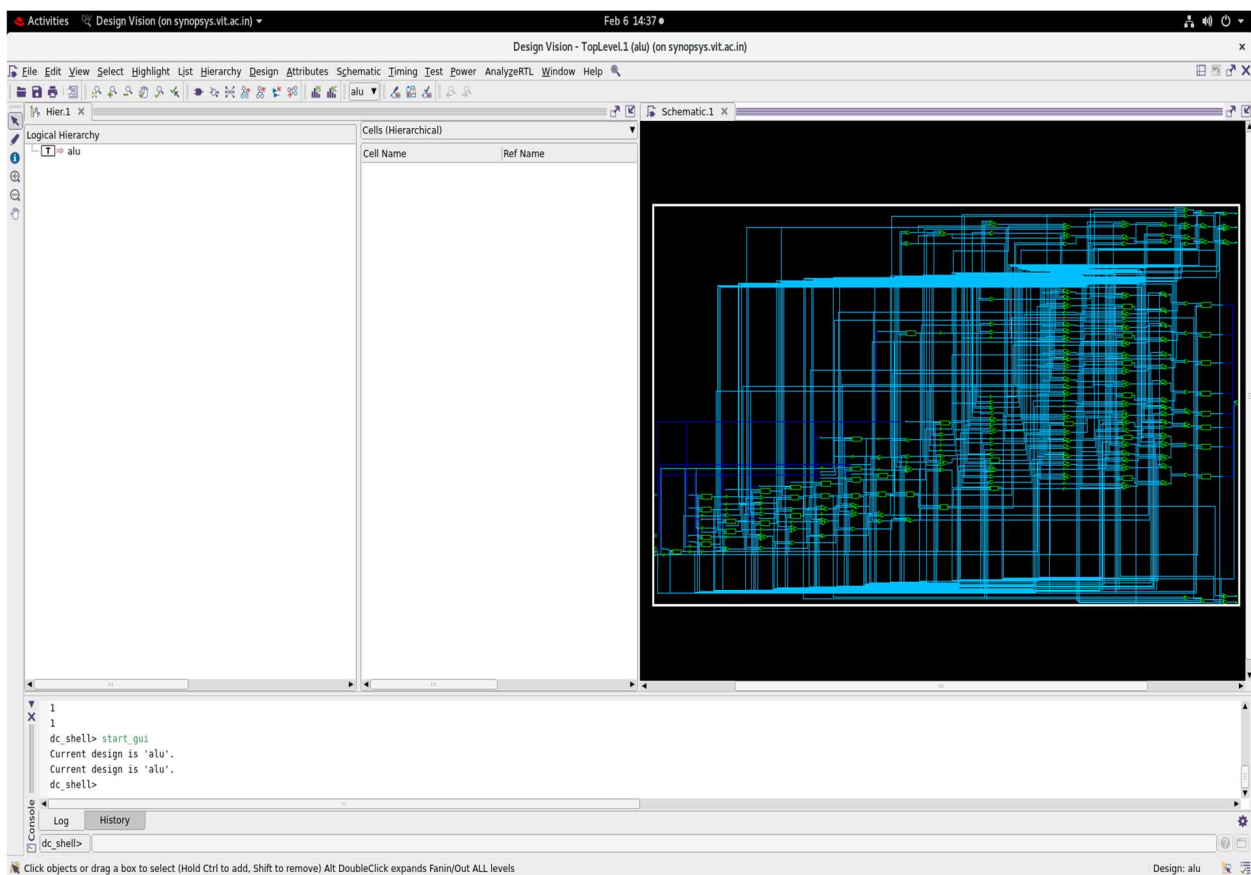 Activities Design Vision (on synopsys.vit.ac.in) Feb 6 14:37
Design Vision - TopLevel.1 (alu) (on synopsys.vit.ac.in)
File Edit View Select Highlight List Hierarchy Design Attributes Schematic Timing Test Power AnalyzeRTL Window Help
alu
Hier.1 Schematic.1
Logical Hierarchy Cells (Hierarchical)
T alu Cell Name Ref Name
1
1
dc_shell> start_gui
Current design is 'alu'.
Current design is 'alu'.
dc_shell>
Console
Log History
dc_shell>
Click objects or drag a box to select (Hold Ctrl to add, Shift to remove) Alt DoubleClick expands Fanin/Out ALL levels Design: alu